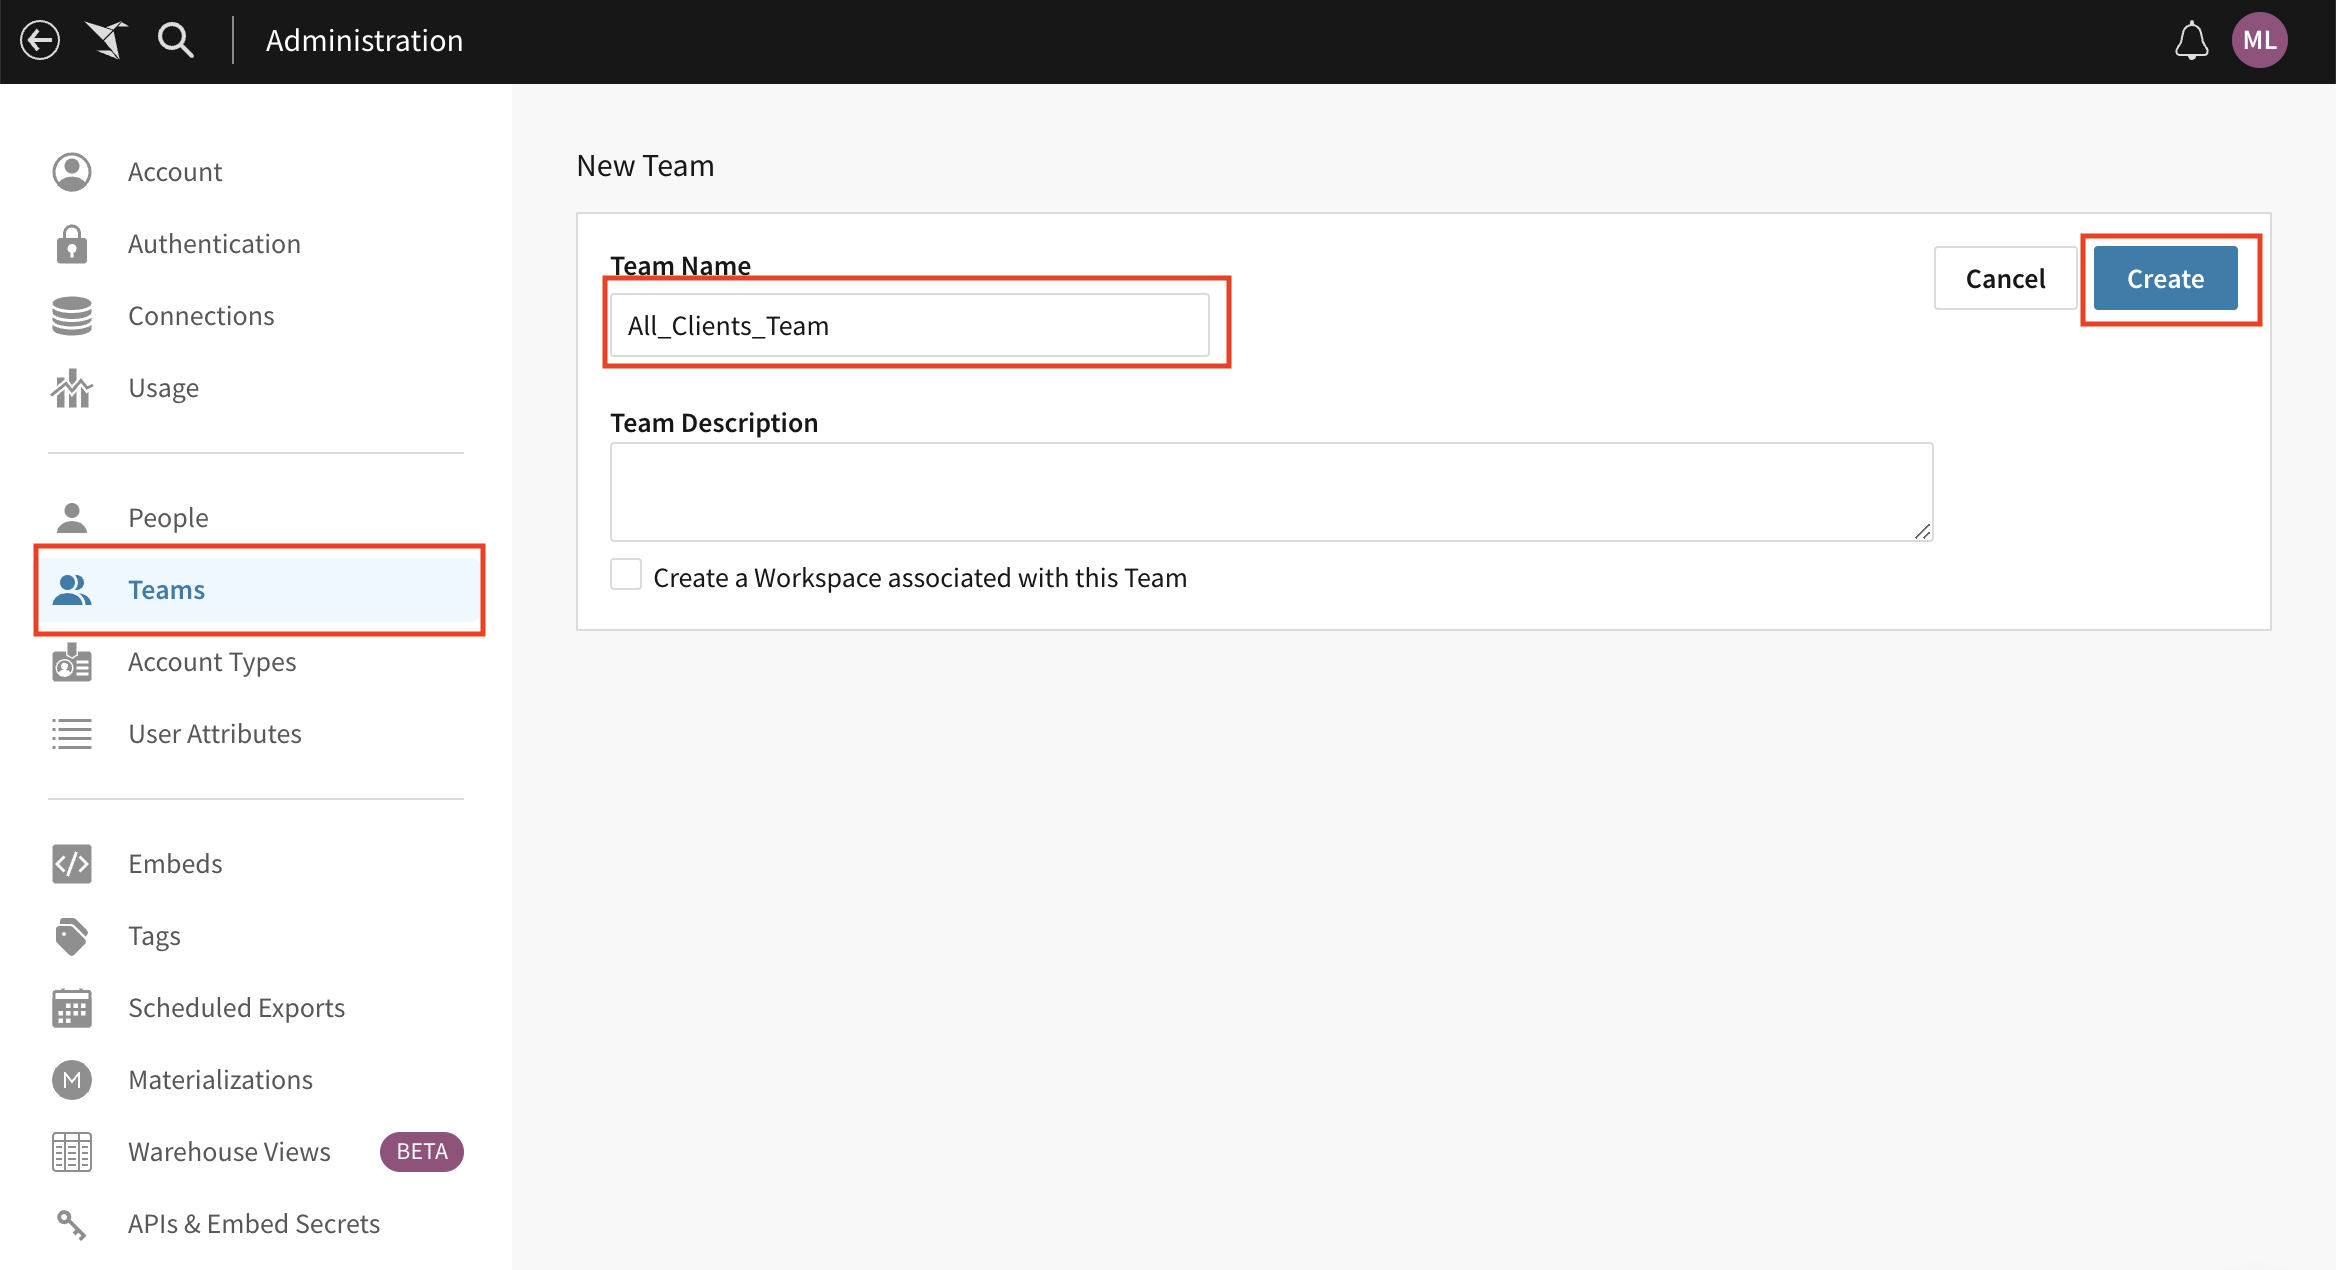 Administration
ML
Account
Authentication
Connections
Usage
People
Teams
Account Types
User Attributes
Embeds
Tags
Scheduled Exports
M
Materializations
Warehouse Views BETA
APIs & Embed Secrets
New Team
Team Name
Cancel Create
All_Clients_Team
Team Description
Create a Workspace associated with this Team